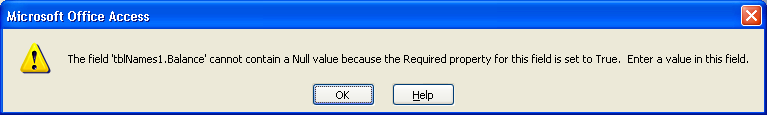 Microsoft Office Access
The field 'tblNames1.Balance' cannot contain a Null value because the Required property for this field is set to True.  Enter a value in this field.
OK
Help